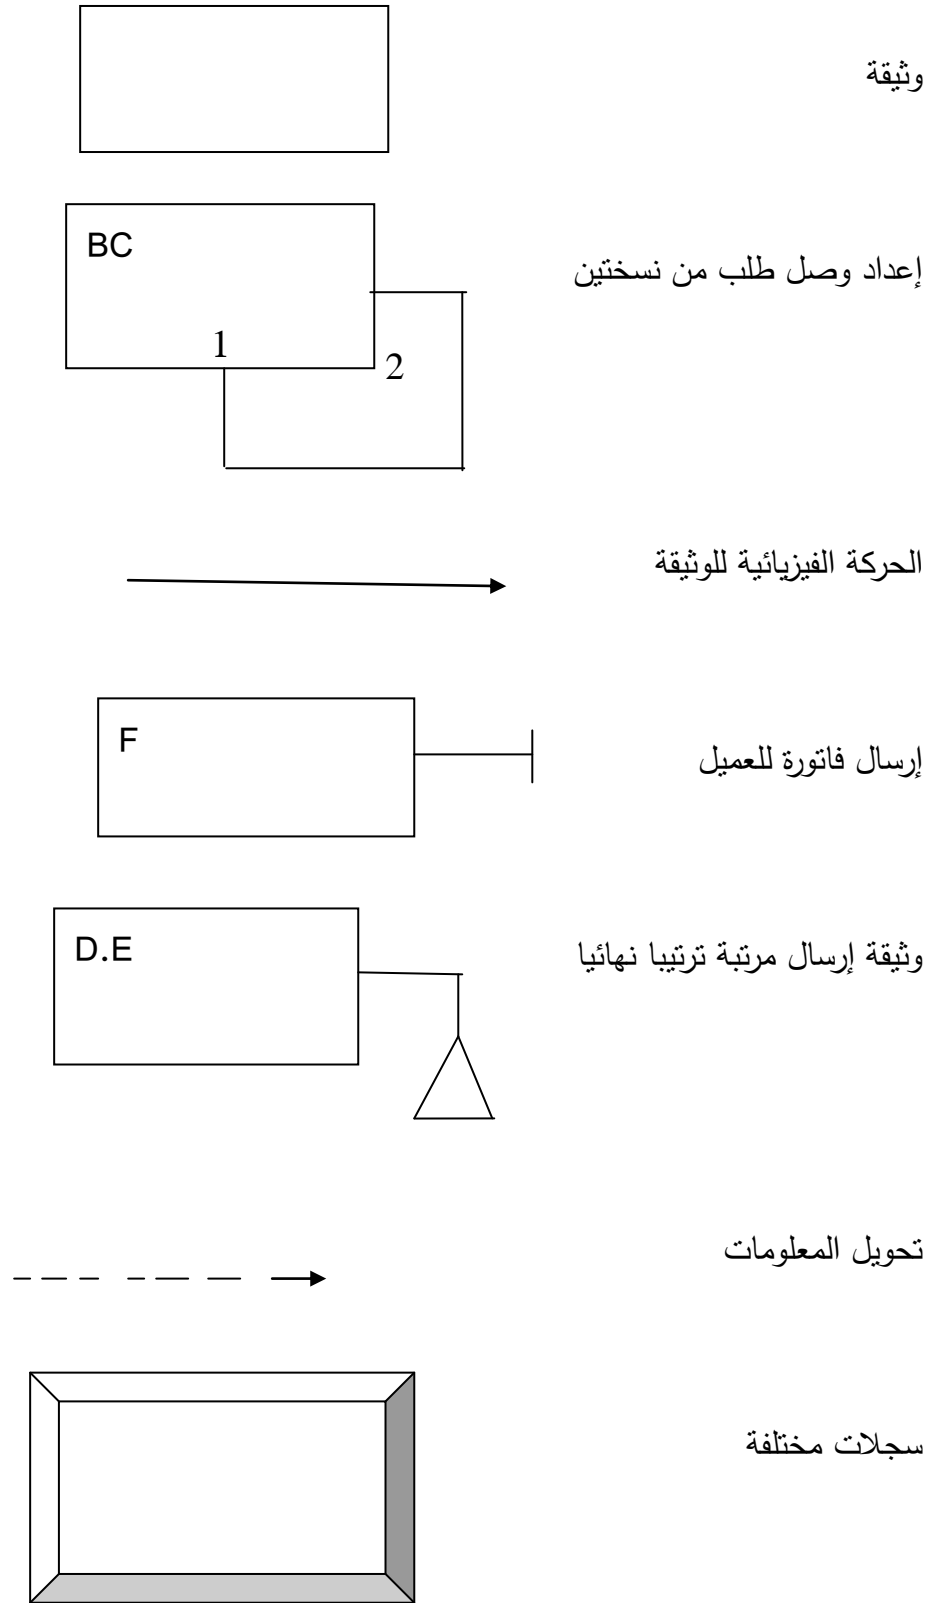 وثيقة
BC
إعداد وصل طلب من نسختين
1
2
الحركة الفيزيائية للوثيقة
F
إرسال فاتورة للعميل
D.E
وثيقة إرسال مرتبة ترتيبا نهائيا
تحويل المعلومات
سجلات مختلفة